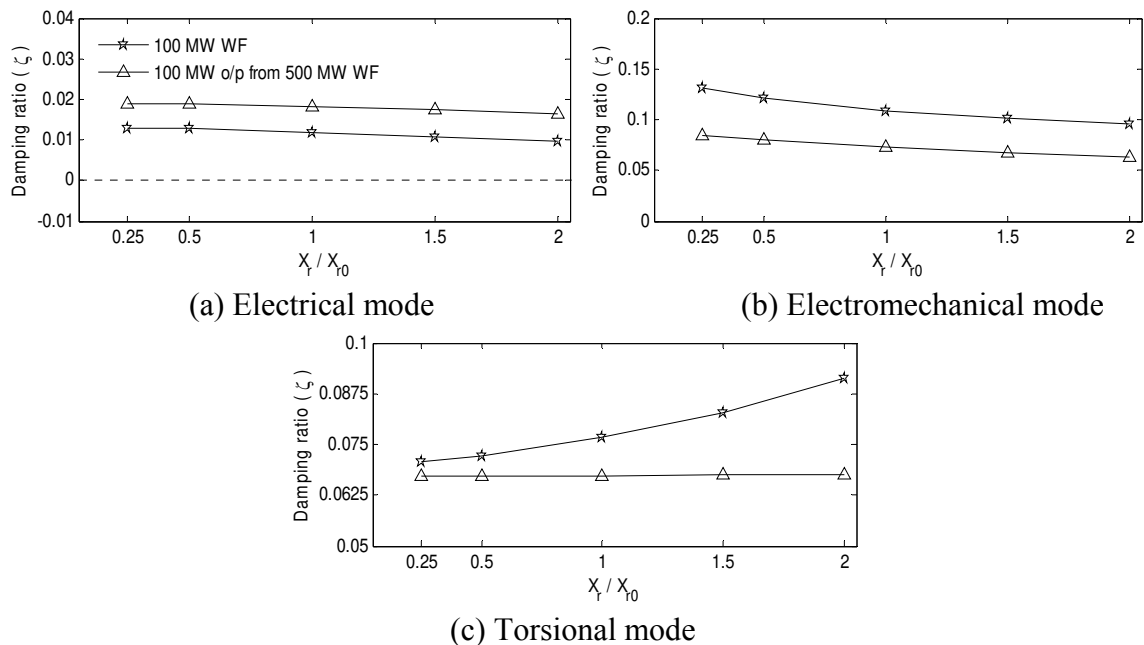 Damping ratio ( ζ )
0.04
0.03
0.02
0.01
0
-0.01
100 MW WF
100 MW o/p from 500 MW WF
0.25 0.5 1 1.5 2
X_r / X_r0
(a) Electrical mode
Damping ratio ( ζ )
0.2
0.15
0.1
0.05
0
0.25 0.5 1 1.5 2
X_r / X_r0
(b) Electromechanical mode
Damping ratio ( ζ )
0.1
0.0875
0.075
0.0625
0.05
0.25 0.5 1 1.5 2
X_r / X_r0
(c) Torsional mode